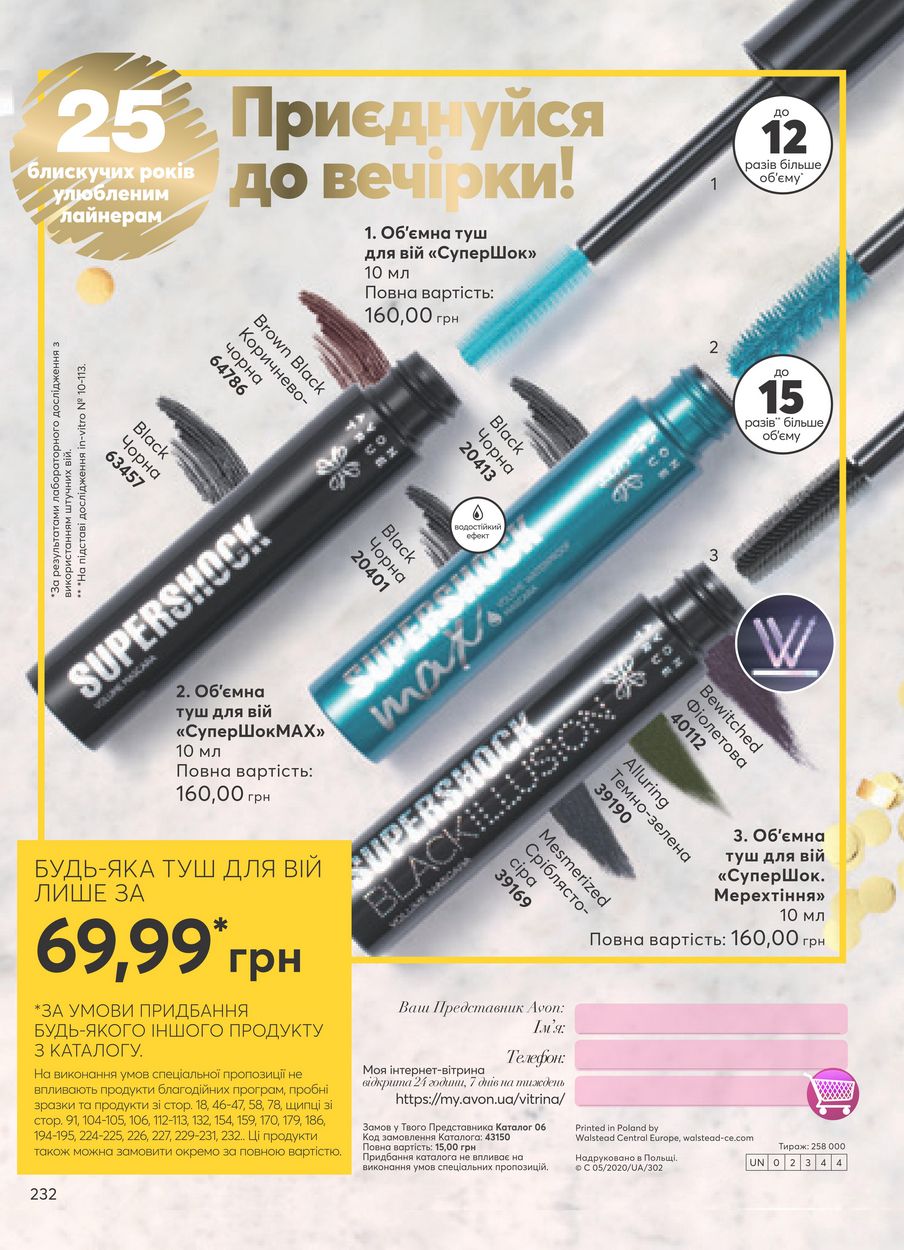 25
блискучих років
улюбленим
лайнерам
Приєднуйся
до вечірки!
до
12
разів більше
об'єму*
1
1. Об'ємна туш
для вій «СуперШок»
10 мл
Повна вартість:
160,00 грн
*За результатами лабораторного дослідження з
використанням штучних вій.
** *На підставі дослідження in-vitro № 10-113.
Brown Black
Коричнево-
чорна
64786
Black
Чорна
63457
2
до
15
разів** більше
об'єму
Black
Чорна
20413
водостійкий
ефект
Black
Чорна
20401
SUPERSHOCK
VOLUME MASCARA
SUPERSHOCK
max
VOLUME WATERPROOF
MASCARA
3
SUPERSHOCK
BLACK ILLUSION
VOLUME MASCARA
2. Об'ємна
туш для вій
«СуперШокMAX»
10 мл
Повна вартість:
160,00 грн
Bewitched
Фіолетова
40112
Alluring
Темно-зелена
39190
Mesmerized
Сріблясто-
сіра
39169
3. Об'ємна
туш для вій
«СуперШок.
Мерехтіння»
10 мл
Повна вартість: 160,00 грн
БУДЬ-ЯКА ТУШ ДЛЯ ВІЙ
ЛИШЕ ЗА
69,99* грн
*ЗА УМОВИ ПРИДБАННЯ
БУДЬ-ЯКОГО ІНШОГО ПРОДУКТУ
З КАТАЛОГУ.
На виконання умов спеціальної пропозиції не
впливають продукти благодійних програм, пробні
зразки та продукти зі стор. 18, 46-47, 58, 78, щипці зі
стор. 91, 104-105, 106, 112-113, 132, 154, 159, 170, 179, 186,
194-195, 224-225, 226, 227, 229-231, 232.. Ці продукти
також можна замовити окремо за повною вартістю.
Ваш Представник Avon:
Ім'я:
Телефон:
Моя інтернет-вітрина
відкрита 24 години, 7 днів на тиждень
https://my.avon.ua/vitrina/
Замов у Твого Представника Каталог 06
Код замовлення Каталога: 43150
Повна вартість: 15,00 грн
Придбання каталога не впливає на
виконання умов спеціальних пропозицій.
Printed in Poland by
Walstead Central Europe, walstead-ce.com
Надруковано в Польщі.
© C 05/2020/UA/302
Тираж: 258 000
UN 0 2 3 4 4
232